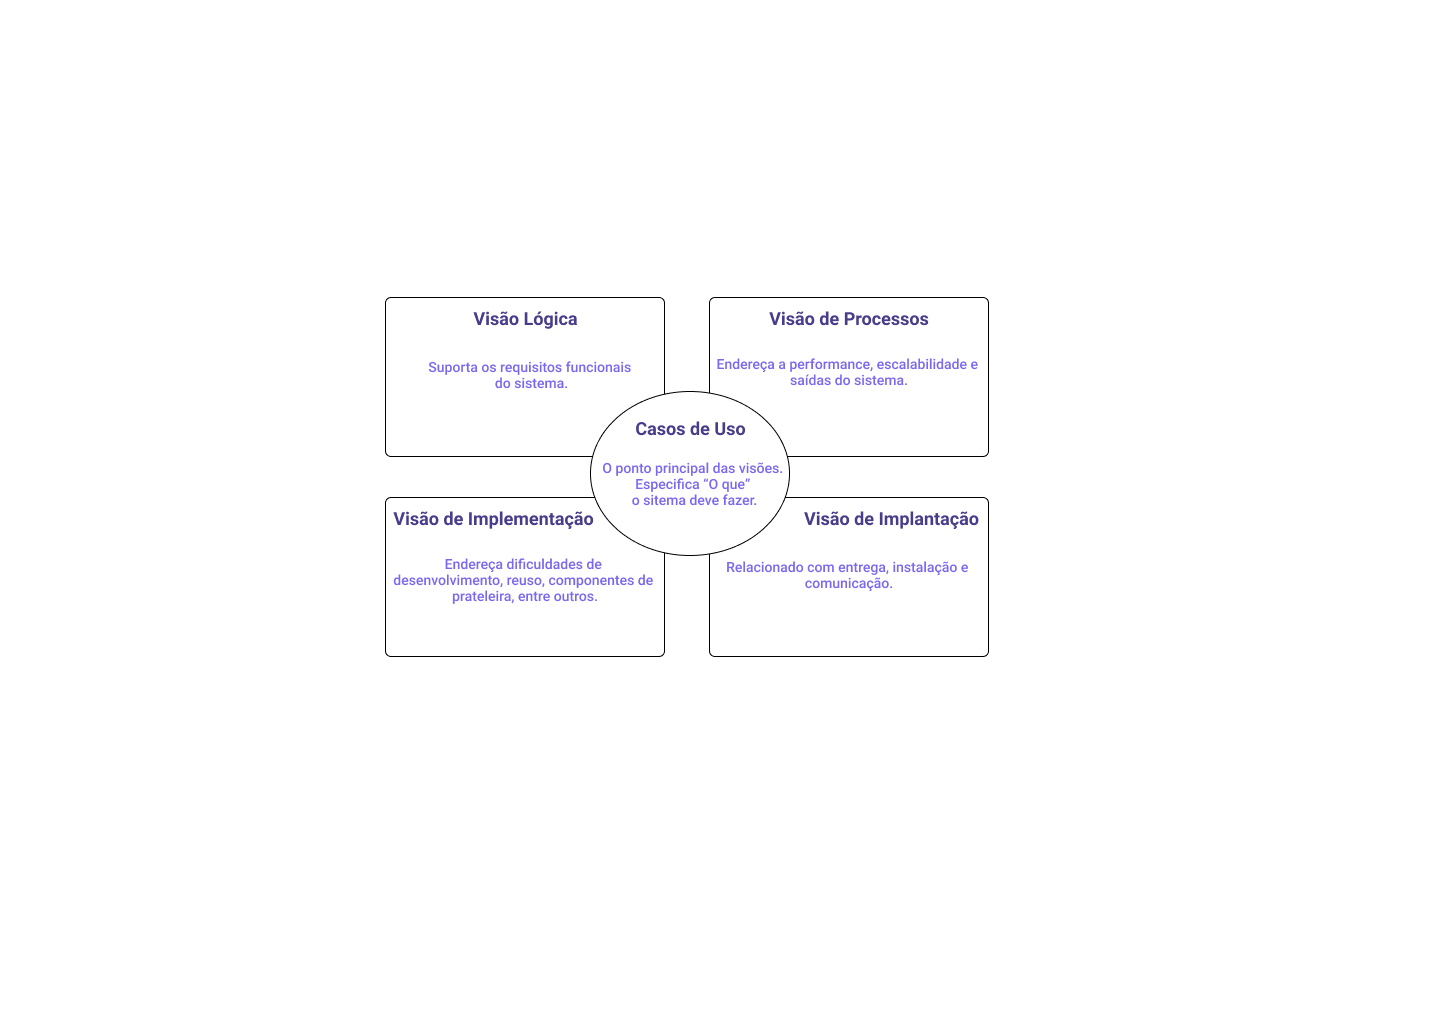 Visão Lógica
Suporta os requisitos funcionais
do sistema.
Visão de Processos
Endereça a performance, escalabilidade e
saídas do sistema.
Casos de Uso
O ponto principal das visões.
Especifica “O que”
o sitema deve fazer.
Visão de Implementação
Endereça dificuldades de
desenvolvimento, reuso, componentes de
prateleira, entre outros.
Visão de Implantação
Relacionado com entrega, instalação e
comunicação.